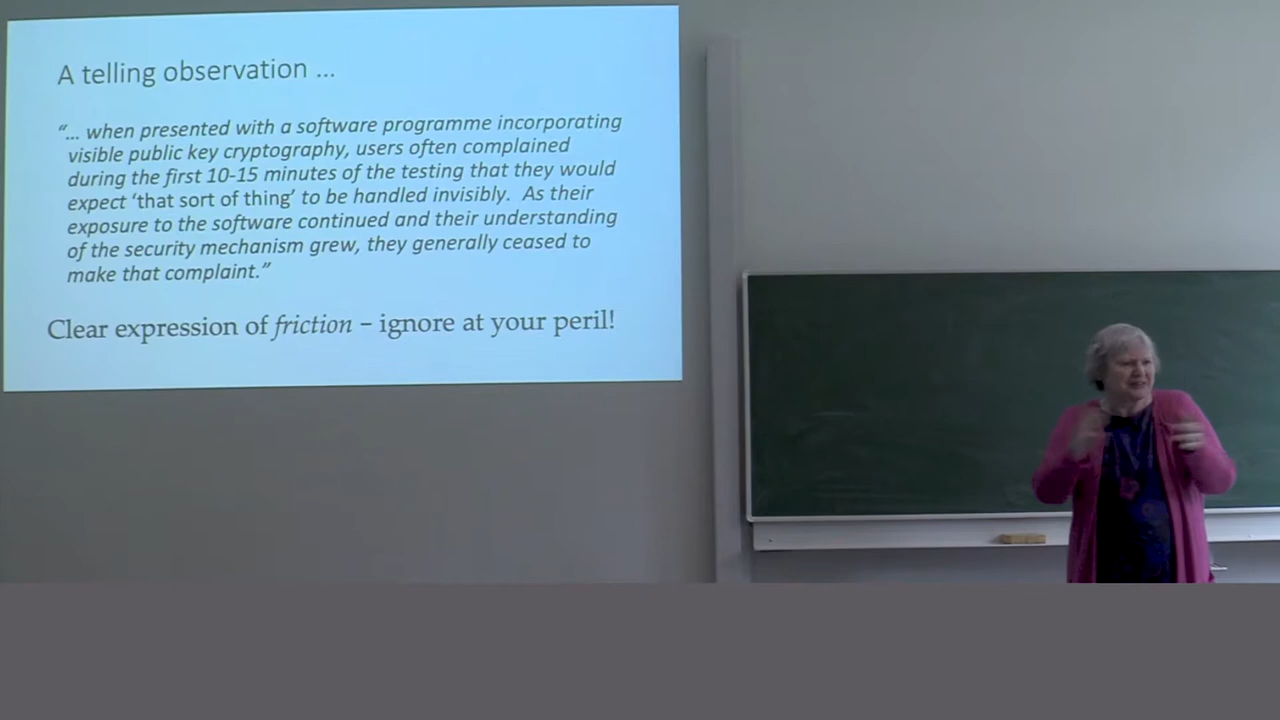 A telling observation ...
“... when presented with a software programme incorporating
visible public key cryptography, users often complained
during the first 10-15 minutes of the testing that they would
expect ‘that sort of thing’ to be handled invisibly.  As their
exposure to the software continued and their understanding
of the security mechanism grew, they generally ceased to
make that complaint.”
Clear expression of friction – ignore at your peril!